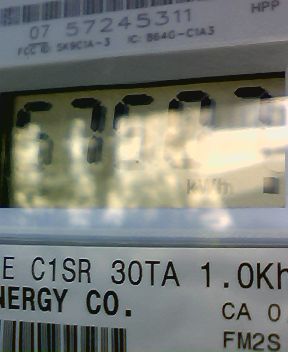 HPP
07 57245311
FCC ID: SK9C1A-3 IC: 864G-C1A3
kWh
E C1SR 30TA 1.0Kh
NERGY CO.
CA 0
FM2S